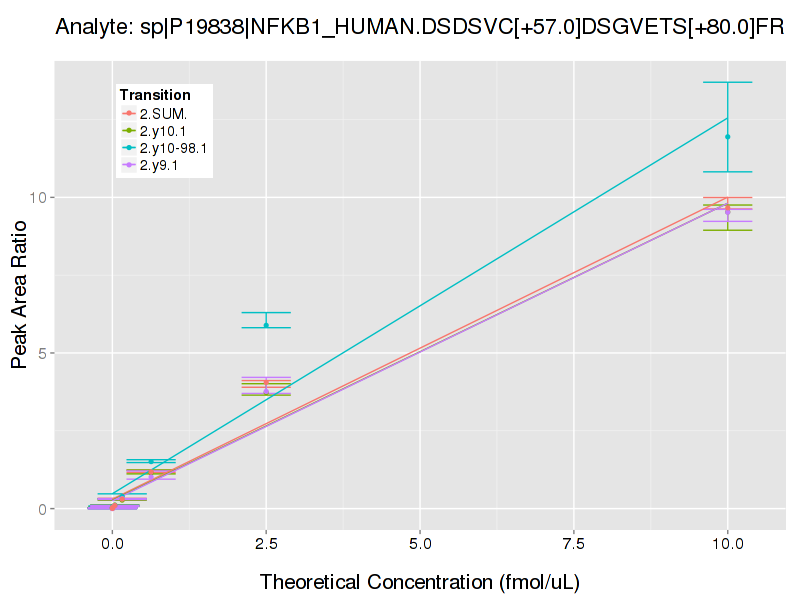 Analyte: sp|P19838|NFKB1_HUMAN.DSDSVC[+57.0]DSGVETS[+80.0]FR
Transition
2.SUM.
2.y10.1
2.y10-98.1
2.y9.1
10
5
0
Peak Area Ratio
0.0 2.5 5.0 7.5 10.0
Theoretical Concentration (fmol/uL)